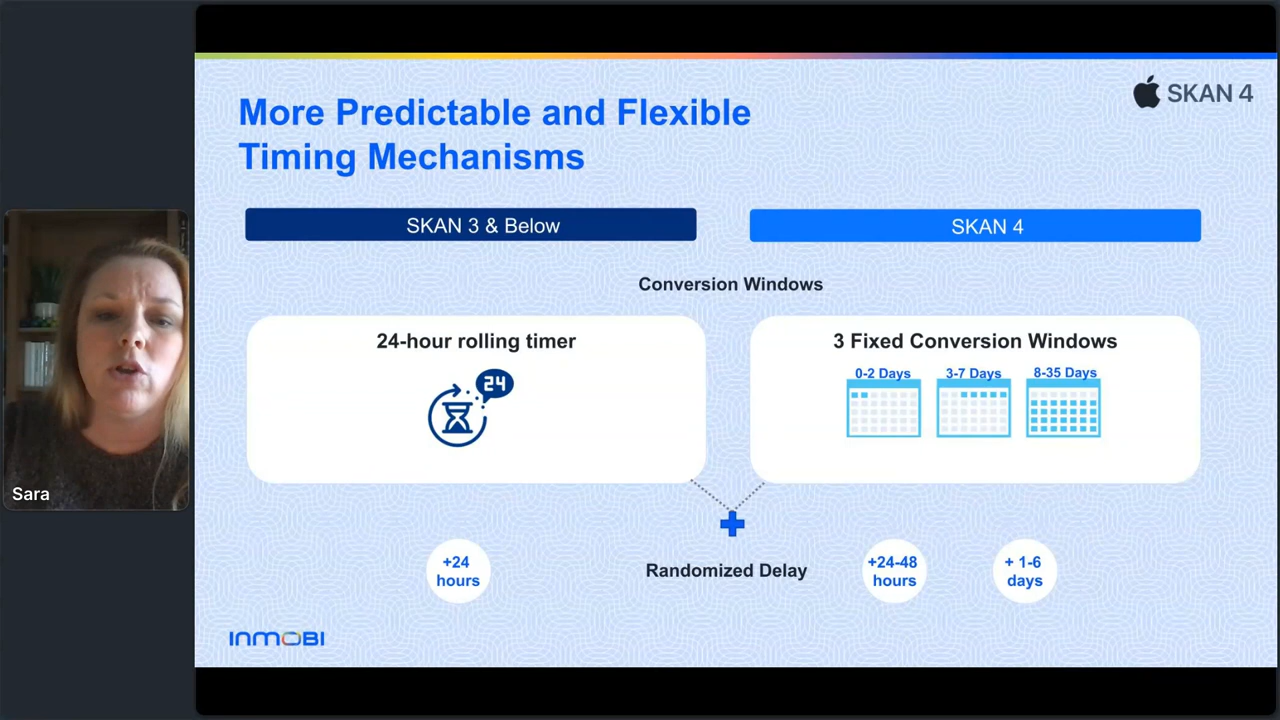 SKAN 4
More Predictable and Flexible
Timing Mechanisms
SKAN 3 & Below
SKAN 4
Conversion Windows
24-hour rolling timer
24
3 Fixed Conversion Windows
0-2 Days
3-7 Days
8-35 Days
Sara
+24
hours
Randomized Delay
+24-48
hours
+ 1-6
days
INMOBI